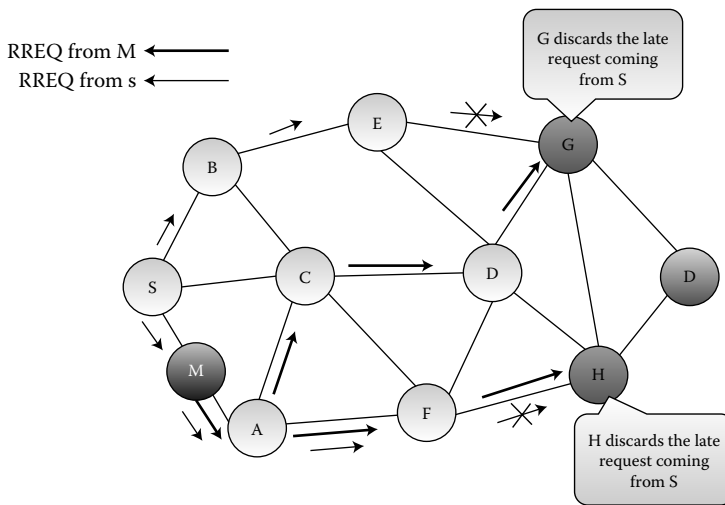 RREQ from M
RREQ from s
G discards the late
request coming
from S
E
G
B
S
C
D
D
M
H
A
F
H discards the late
request coming
from S